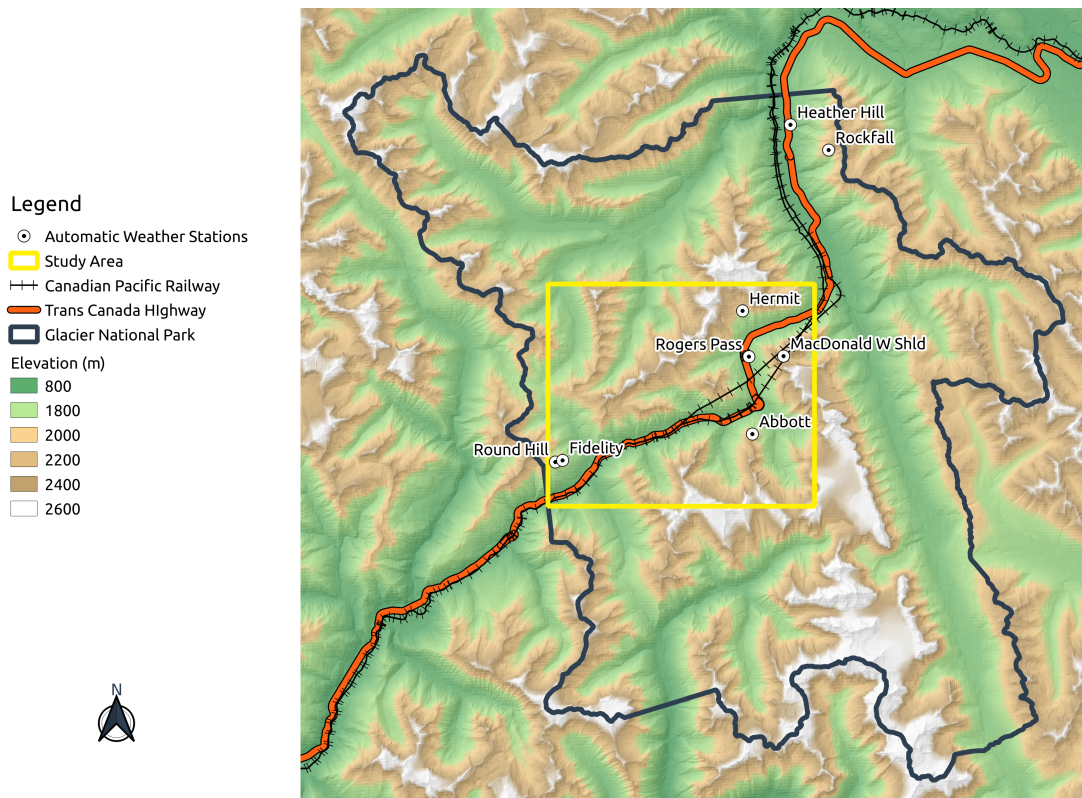 Legend
Automatic Weather Stations
Study Area
Canadian Pacific Railway
Trans Canada HIghway
Glacier National Park
Elevation (m)
800
1800
2000
2200
2400
2600
N
Heather Hill
Rockfall
Hermit
Rogers Pass
MacDonald W Shld
Abbott
Round Hill
Fidelity